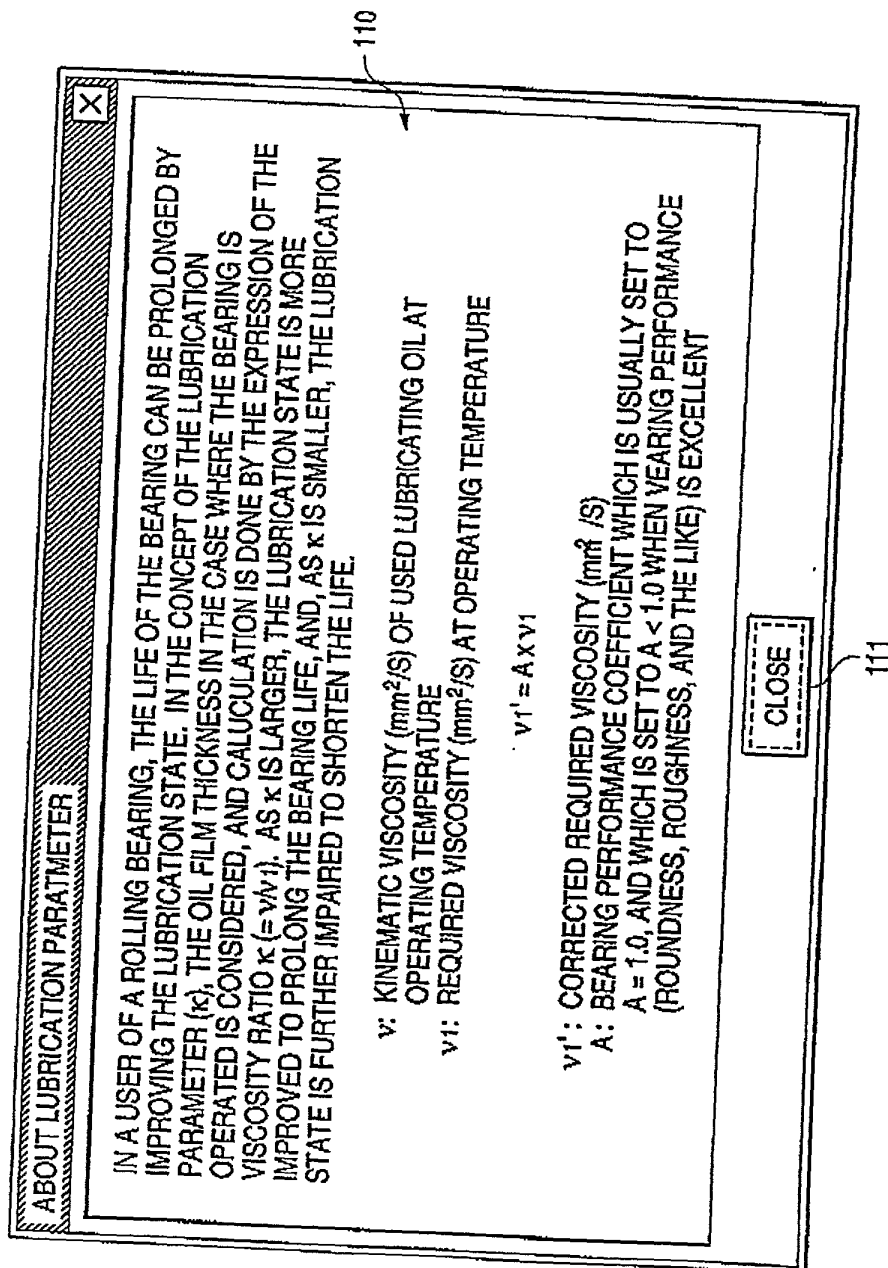 ABOUT LUBRICATION PARATMETER
X
IN A USER OF A ROLLING BEARING, THE LIFE OF THE BEARING CAN BE PROLONGED BY
IMPROVING THE LUBRICATION STATE. IN THE CONCEPT OF THE LUBRICATION
PARAMETER (κ), THE OIL FILM THICKNESS IN THE CASE WHERE THE BEARING IS
OPERATED IS CONSIDERED, AND CALUCULATION IS DONE BY THE EXPRESSION OF THE
VISCOSITY RATIO κ (= ν/ν1). AS κ IS LARGER, THE LUBRICATION STATE IS MORE
IMPROVED TO PROLONG THE BEARING LIFE, AND, AS κ IS SMALLER, THE LUBRICATION
STATE IS FURTHER IMPAIRED TO SHORTEN THE LIFE.
ν: KINEMATIC VISCOSITY (mm²/S) OF USED LUBRICATING OIL AT
OPERATING TEMPERATURE
ν1: REQUIRED VISCOSITY (mm²/S) AT OPERATING TEMPERATURE
ν1' = A x ν1
ν1': CORRECTED REQUIRED VISCOSITY (mm² /S)
A: BEARING PERFORMANCE COEFFICIENT WHICH IS USUALLY SET TO
A = 1.0, AND WHICH IS SET TO A < 1.0 WHEN VEARING PERFORMANCE
(ROUNDNESS, ROUGHNESS, AND THE LIKE) IS EXCELLENT
CLOSE
110
111